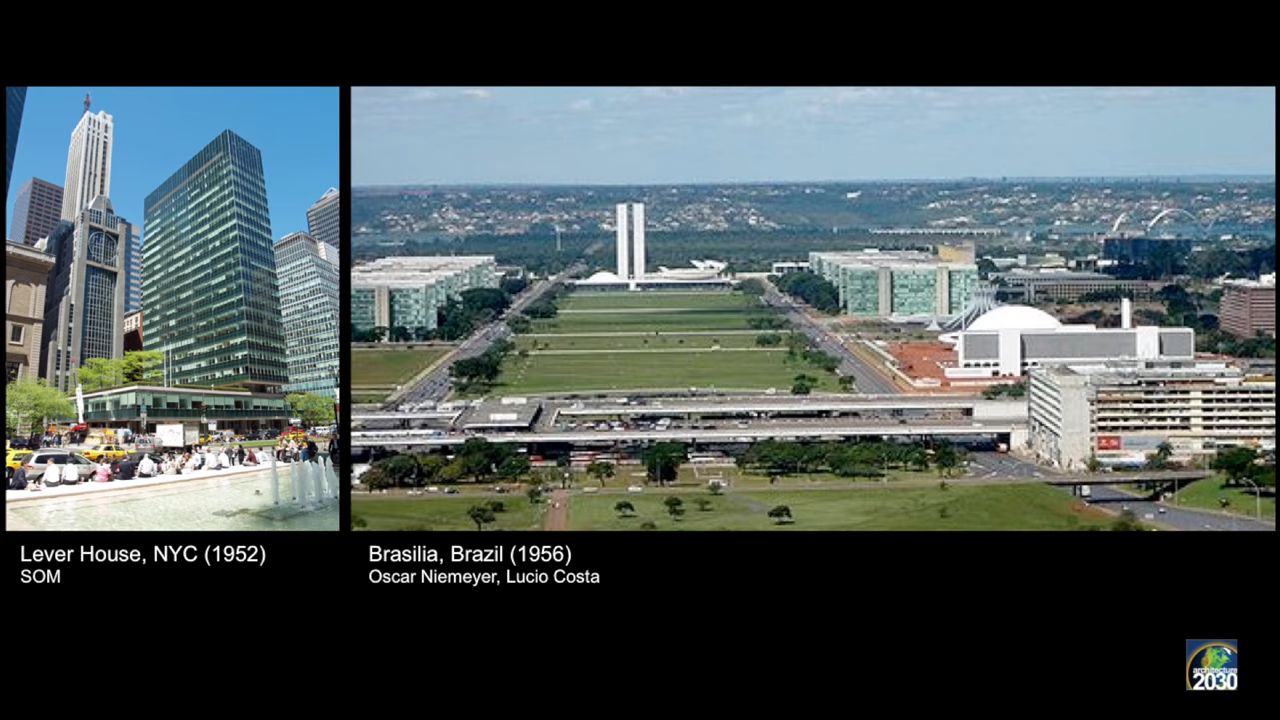 Lever House, NYC (1952)
SOM
Brasilia, Brazil (1956)
Oscar Niemeyer, Lucio Costa
architecture
2030